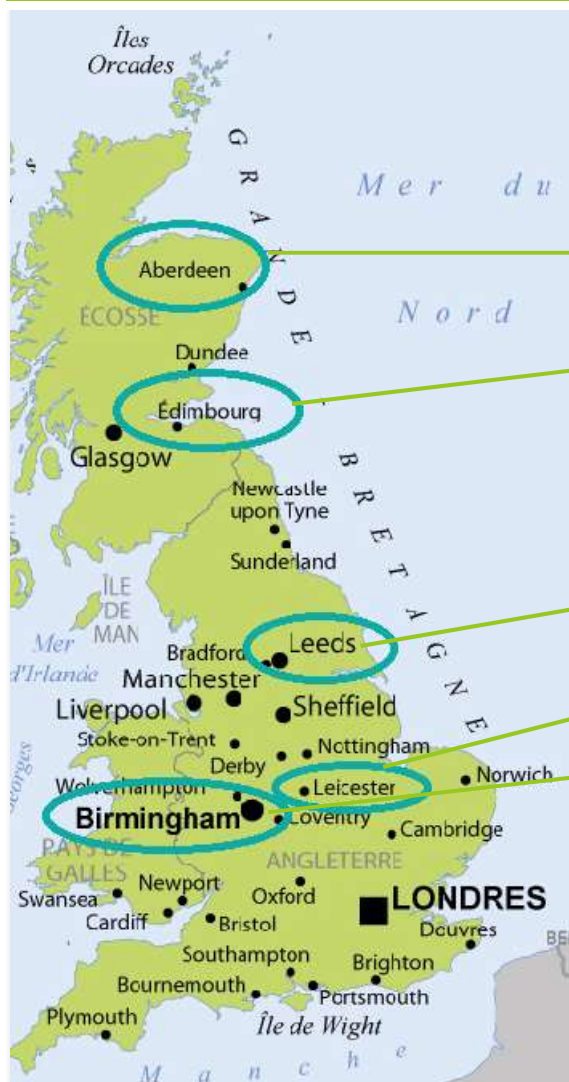 Îles
Orcades
GRANDE - BRETAGNE
Mer du
Nord
Aberdeen
ÉCOSSE
Dundee
Édimbourg
Glasgow
Newcastle
upon Tyne
Sunderland
ÎLE
DE
MAN
Mer
d'Irlande
Leeds
Bradford
Manchester
Liverpool
Sheffield
Stoke-on-Trent
Nottingham
Derby
Norwich
Leicester
Wolverhampton
Birmingham
Coventry
Cambridge
PAYS DE
GALLES
ANGLETERRE
Newport
Oxford
Swansea
Cardiff
Bristol
LONDRES
Douvres
Southampton
Brighton
Bournemouth
Portsmouth
Plymouth
Île de Wight
Manche